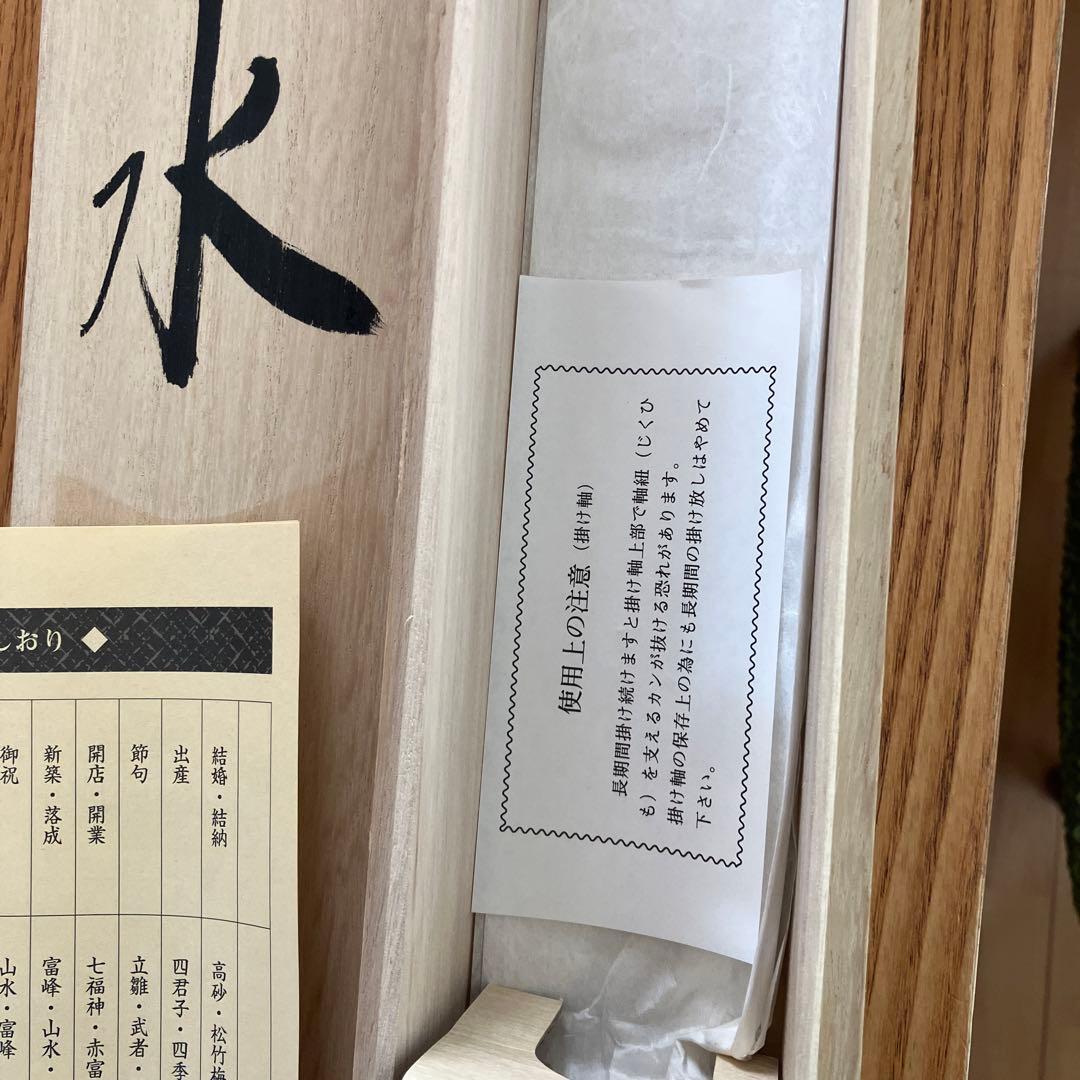 水
使用上の注意（掛け軸）
長期間掛け続けますと掛け軸上部で軸紐（じくひ
も）を支えるカンが抜ける恐れがあります。
掛け軸の保存上の為にも長期間の掛け放しはやめて
下さい。
しおり ◆
結婚・結納
高砂・松竹梅
出産
四君子・四季
節句
立雛・武者・
開店・開業
七福神・赤富
新築・落成
富峰・山水・
御祝
山水・富峰